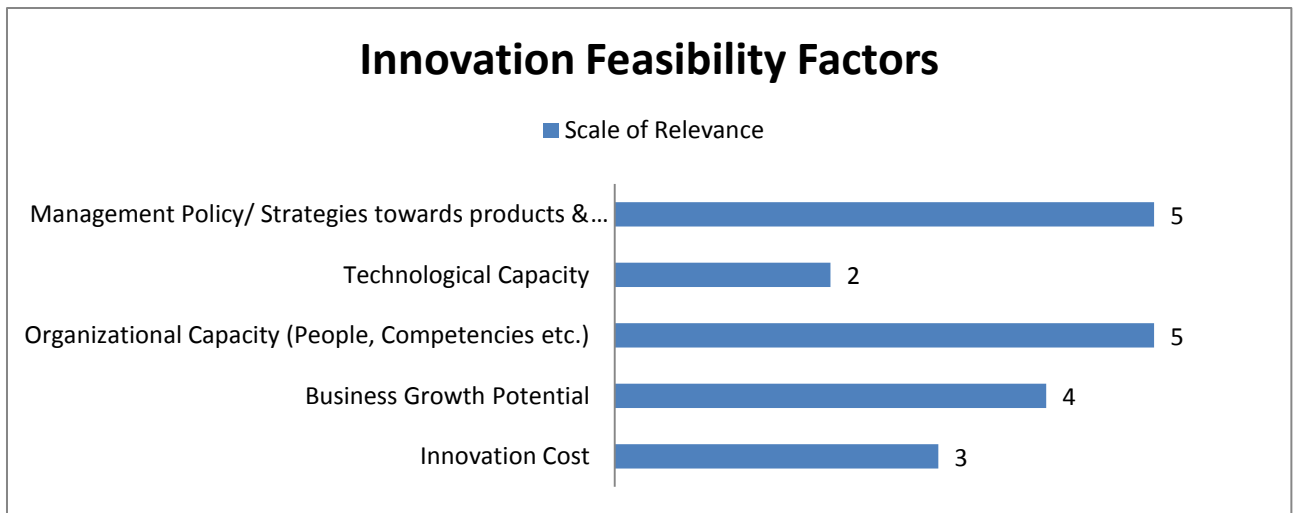 Innovation Feasibility Factors
Scale of Relevance
Management Policy/ Strategies towards products &… 5
Technological Capacity 2
Organizational Capacity (People, Competencies etc.) 5
Business Growth Potential 4
Innovation Cost 3